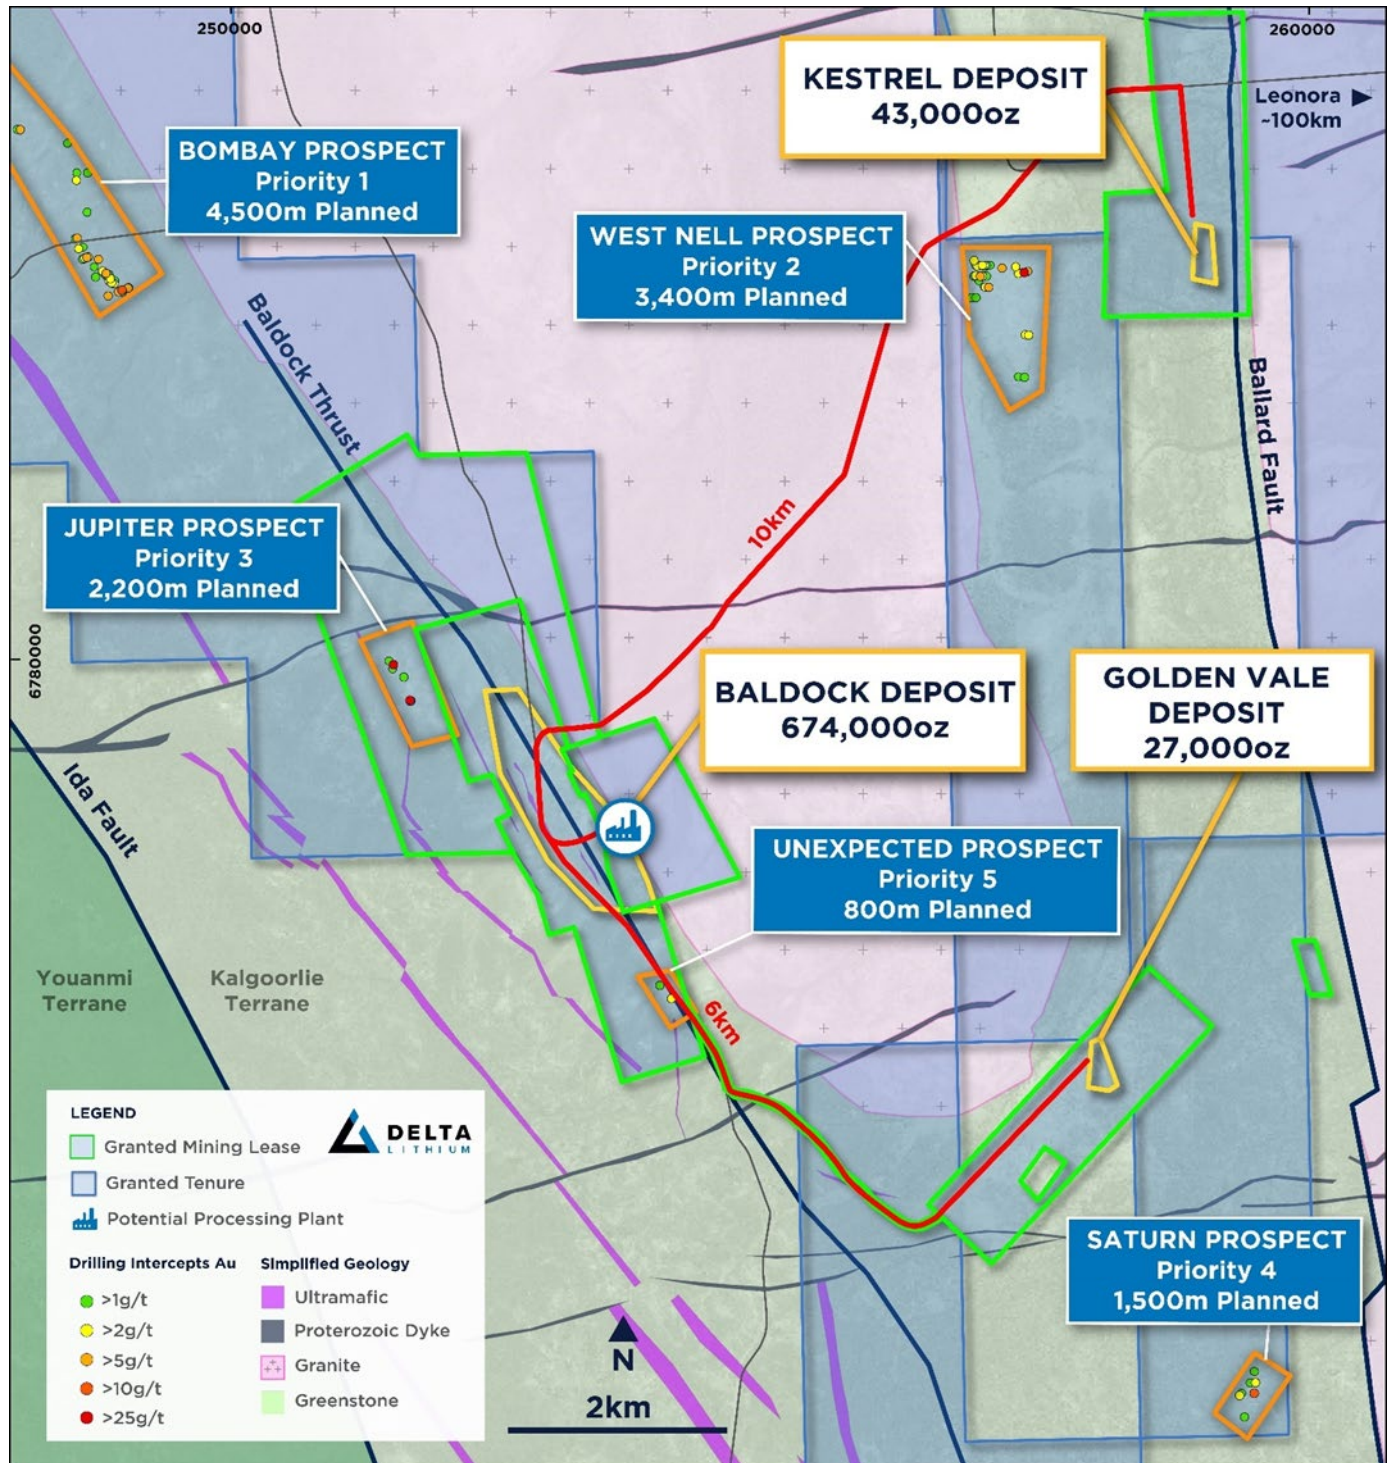 250000
260000
KESTREL DEPOSIT
43,000oz
Leonora
~100km
BOMBAY PROSPECT
Priority 1
4,500m Planned
WEST NELL PROSPECT
Priority 2
3,400m Planned
Baldock Thrust
Ballard Fault
10km
JUPITER PROSPECT
Priority 3
2,200m Planned
6780000
BALDOCK DEPOSIT
674,000oz
GOLDEN VALE
DEPOSIT
27,000oz
Ida Fault
UNEXPECTED PROSPECT
Priority 5
800m Planned
Youanmi
Terrane
Kalgoorlie
Terrane
6km
LEGEND
Granted Mining Lease
Granted Tenure
Potential Processing Plant
DELTA
LITHIUM
Drilling Intercepts Au
>1g/t
>2g/t
>5g/t
>10g/t
>25g/t
Simplified Geology
Ultramafic
Proterozoic Dyke
Granite
Greenstone
N
2km
SATURN PROSPECT
Priority 4
1,500m Planned